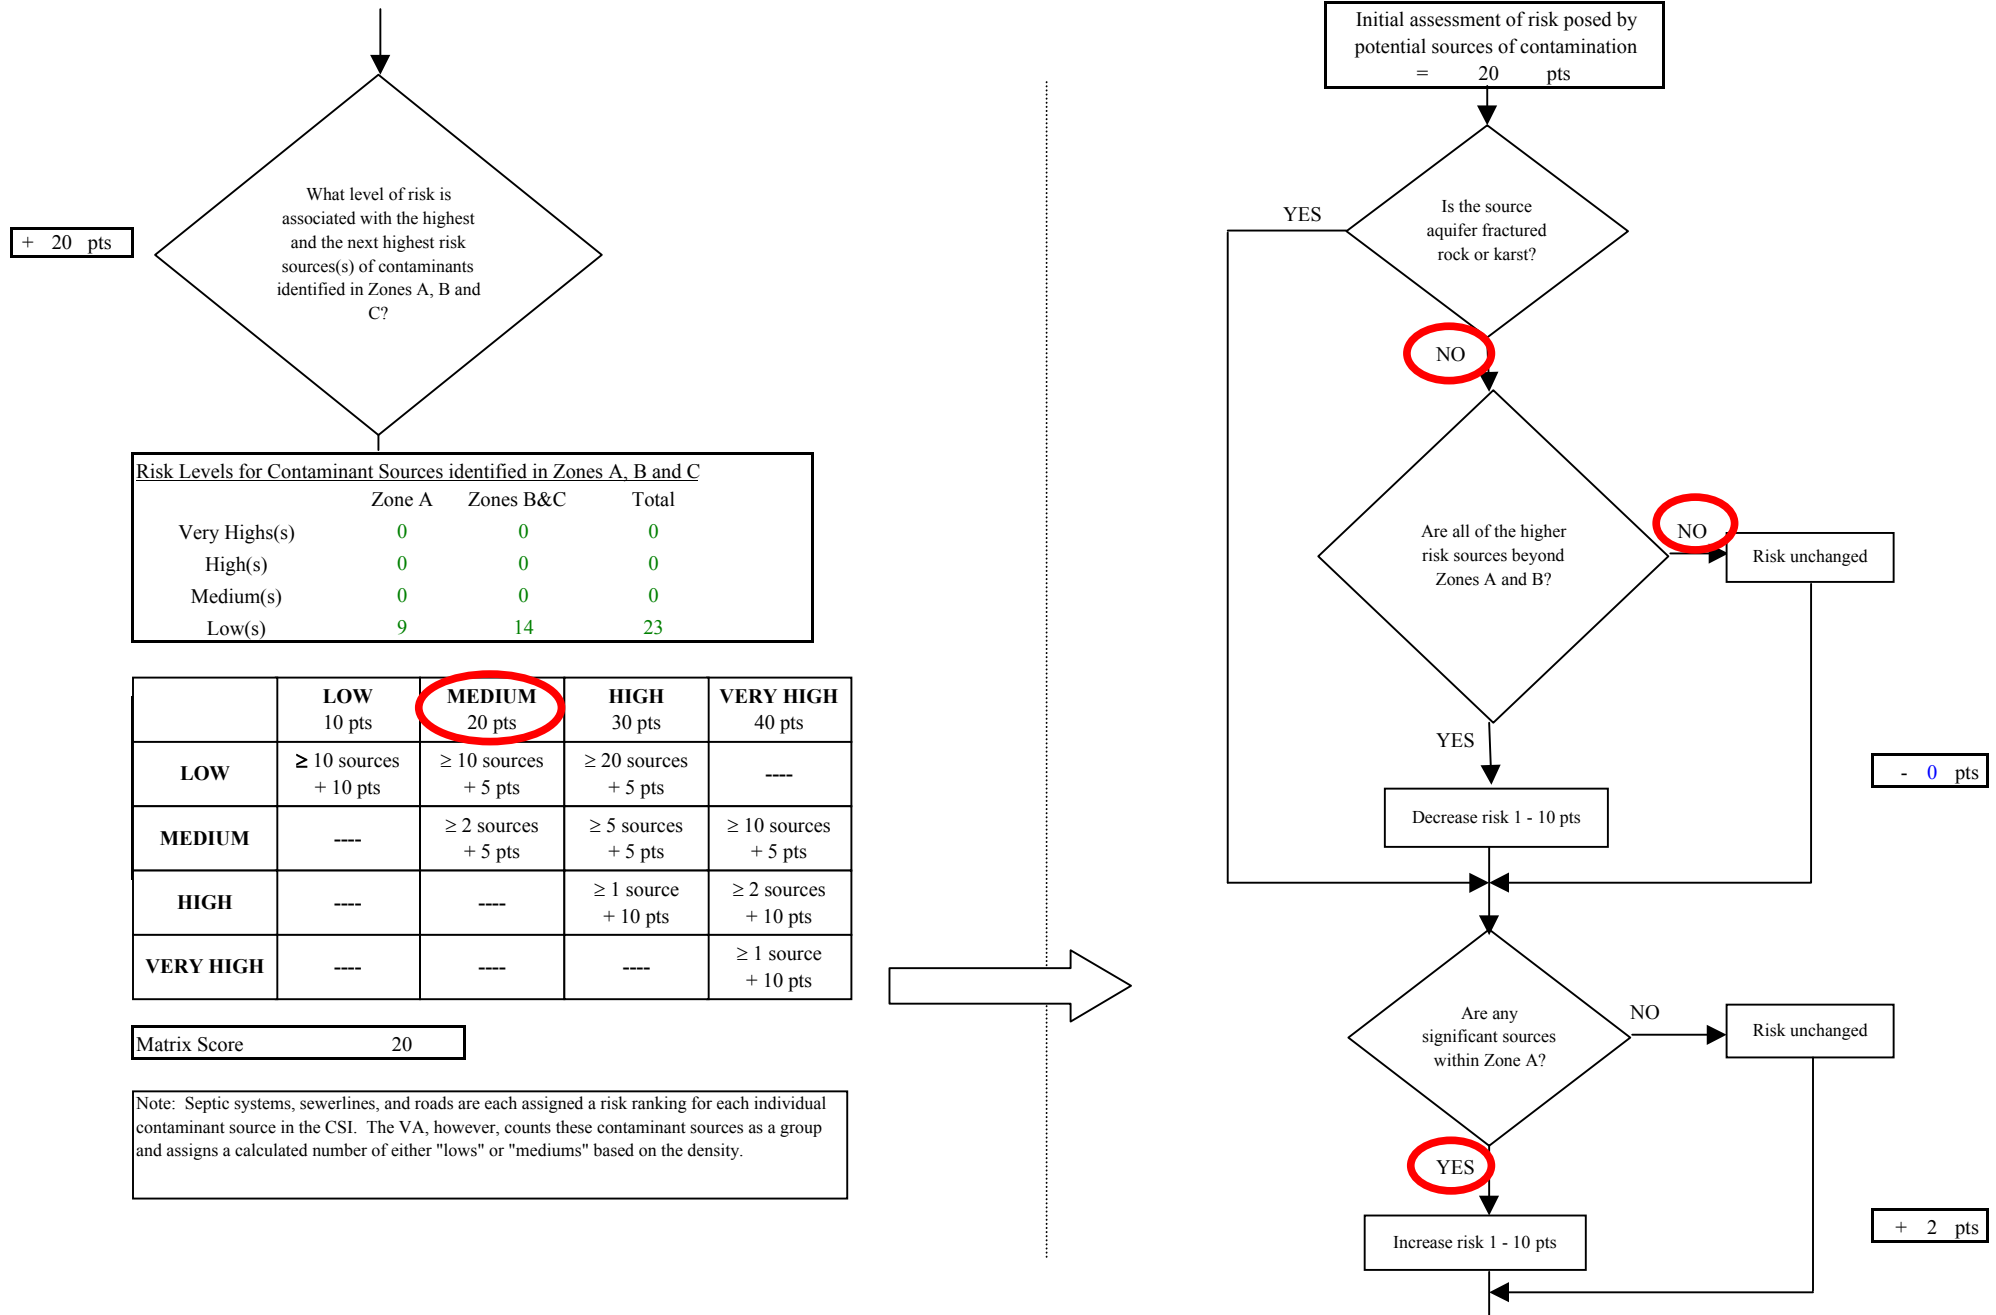 + 20 pts
What level of risk is
associated with the highest
and the next highest risk
sources(s) of contaminants
identified in Zones A, B and
C?
Risk Levels for Contaminant Sources identified in Zones A, B and C
Zone A Zones B&C Total
Very Highs(s) 0 0 0
High(s) 0 0 0
Medium(s) 0 0 0
Low(s) 9 14 23
LOW MEDIUM HIGH VERY HIGH
10 pts 20 pts 30 pts 40 pts
LOW ≥ 10 sources ≥ 10 sources ≥ 20 sources ----
+ 10 pts + 5 pts + 5 pts
MEDIUM ---- ≥ 2 sources ≥ 5 sources ≥ 10 sources
+ 5 pts + 5 pts + 5 pts
HIGH ---- ---- ≥ 1 source ≥ 2 sources
+ 10 pts + 10 pts
VERY HIGH ---- ---- ---- ≥ 1 source
+ 10 pts
Matrix Score 20
Note: Septic systems, sewerlines, and roads are each assigned a risk ranking for each individual
contaminant source in the CSI. The VA, however, counts these contaminant sources as a group
and assigns a calculated number of either "lows" or "mediums" based on the density.
Initial assessment of risk posed by
potential sources of contamination
= 20 pts
Is the source
aquifer fractured
rock or karst?
YES
NO
Are all of the higher
risk sources beyond
Zones A and B?
NO
Risk unchanged
YES
Decrease risk 1 - 10 pts
- 0 pts
Are any
significant sources
within Zone A?
NO
Risk unchanged
YES
Increase risk 1 - 10 pts
+ 2 pts